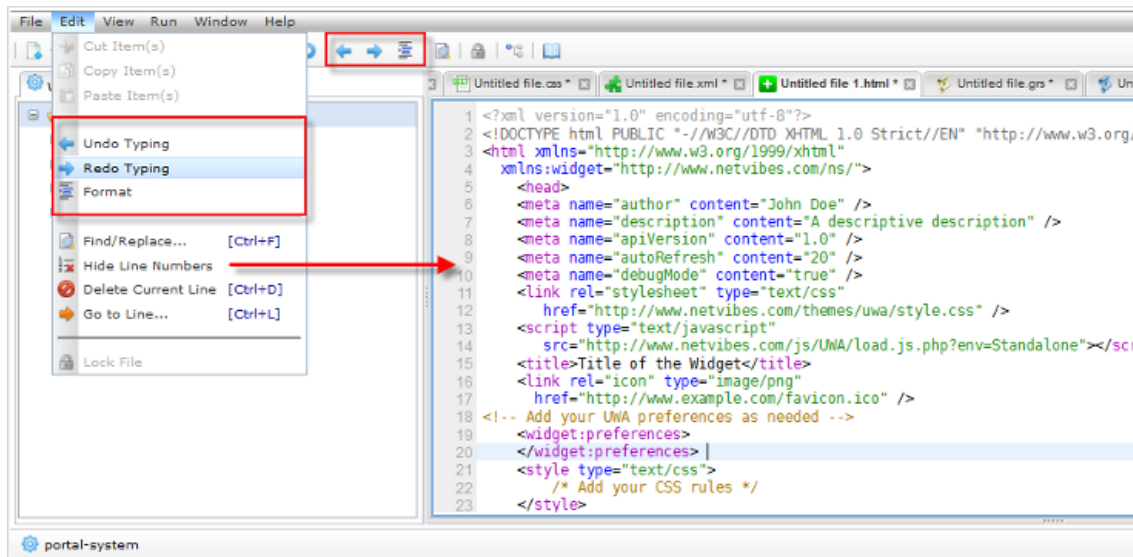 File Edit View Run Window Help
Cut Item(s)
Copy Item(s)
Paste Item(s)
Undo Typing
Redo Typing
Format
Find/Replace... [Ctrl+F]
Hide Line Numbers
Delete Current Line [Ctrl+D]
Go to Line... [Ctrl+L]
Lock File
Untitled file.css * Untitled file.xml * Untitled file 1.html * Untitled file.grs *
1 <?xml version="1.0" encoding="utf-8"?>
2 <!DOCTYPE html PUBLIC "-//W3C//DTD XHTML 1.0 Strict//EN" "http://www.w3.org/
3 <html xmlns="http://www.w3.org/1999/xhtml"
4 xmlns:widget="http://www.netvibes.com/ns/">
5 <head>
6 <meta name="author" content="John Doe" />
7 <meta name="description" content="A descriptive description" />
8 <meta name="apiVersion" content="1.0" />
9 <meta name="autoRefresh" content="20" />
10 <meta name="debugMode" content="true" />
11 <link rel="stylesheet" type="text/css"
12 href="http://www.netvibes.com/themes/uwa/style.css" />
13 <script type="text/javascript"
14 src="http://www.netvibes.com/js/UWA/load.js.php?env=Standalone"></scr
15 <title>Title of the Widget</title>
16 <link rel="icon" type="image/png"
17 href="http://www.example.com/favicon.ico" />
18 <!-- Add your UWA preferences as needed -->
19 <widget:preferences>
20 </widget:preferences>
21 <style type="text/css">
22 /* Add your CSS rules */
23 </style>
portal-system